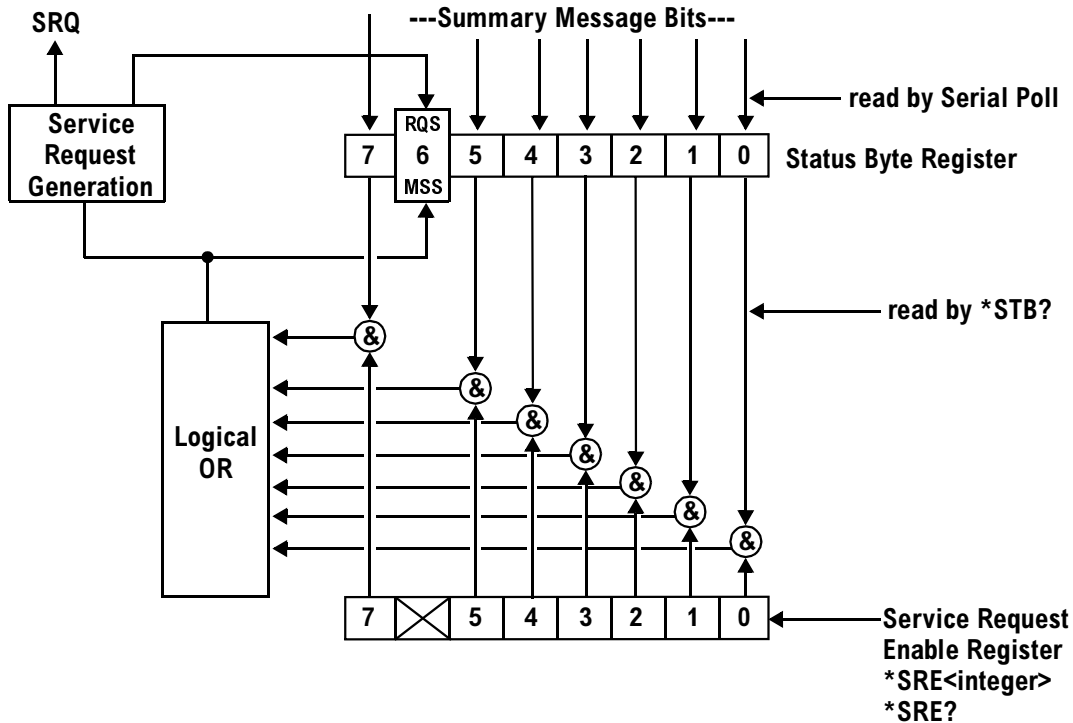 SRQ
---Summary Message Bits---
read by Serial Poll
Service
Request
Generation
RQS
7 6 5 4 3 2 1 0
MSS
Status Byte Register
read by *STB?
&
&
&
&
&
&
&
Logical
OR
7 5 4 3 2 1 0
Service Request
Enable Register
*SRE<integer>
*SRE?